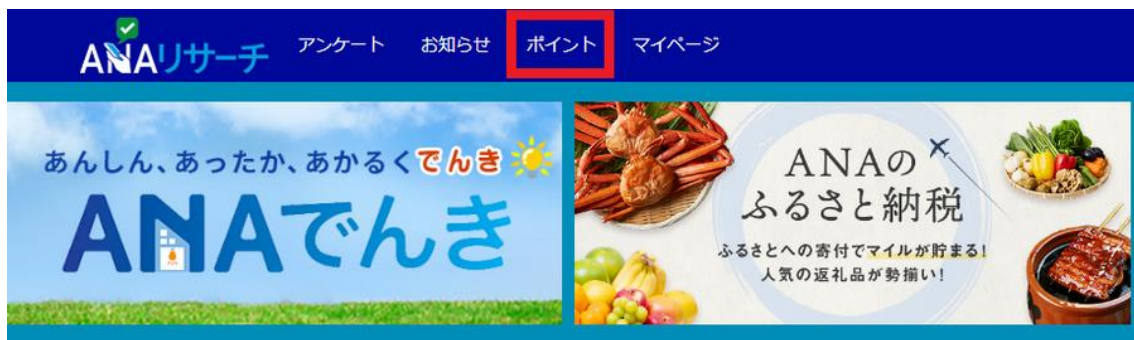 ANAリサーチ
アンケート
お知らせ
ポイント
マイページ
あんしん、あったか、あかるくでんき
ANAでんき
ANAの
ふるさと納税
ふるさとへの寄付でマイルが貯まる!
人気の返礼品が勢揃い!